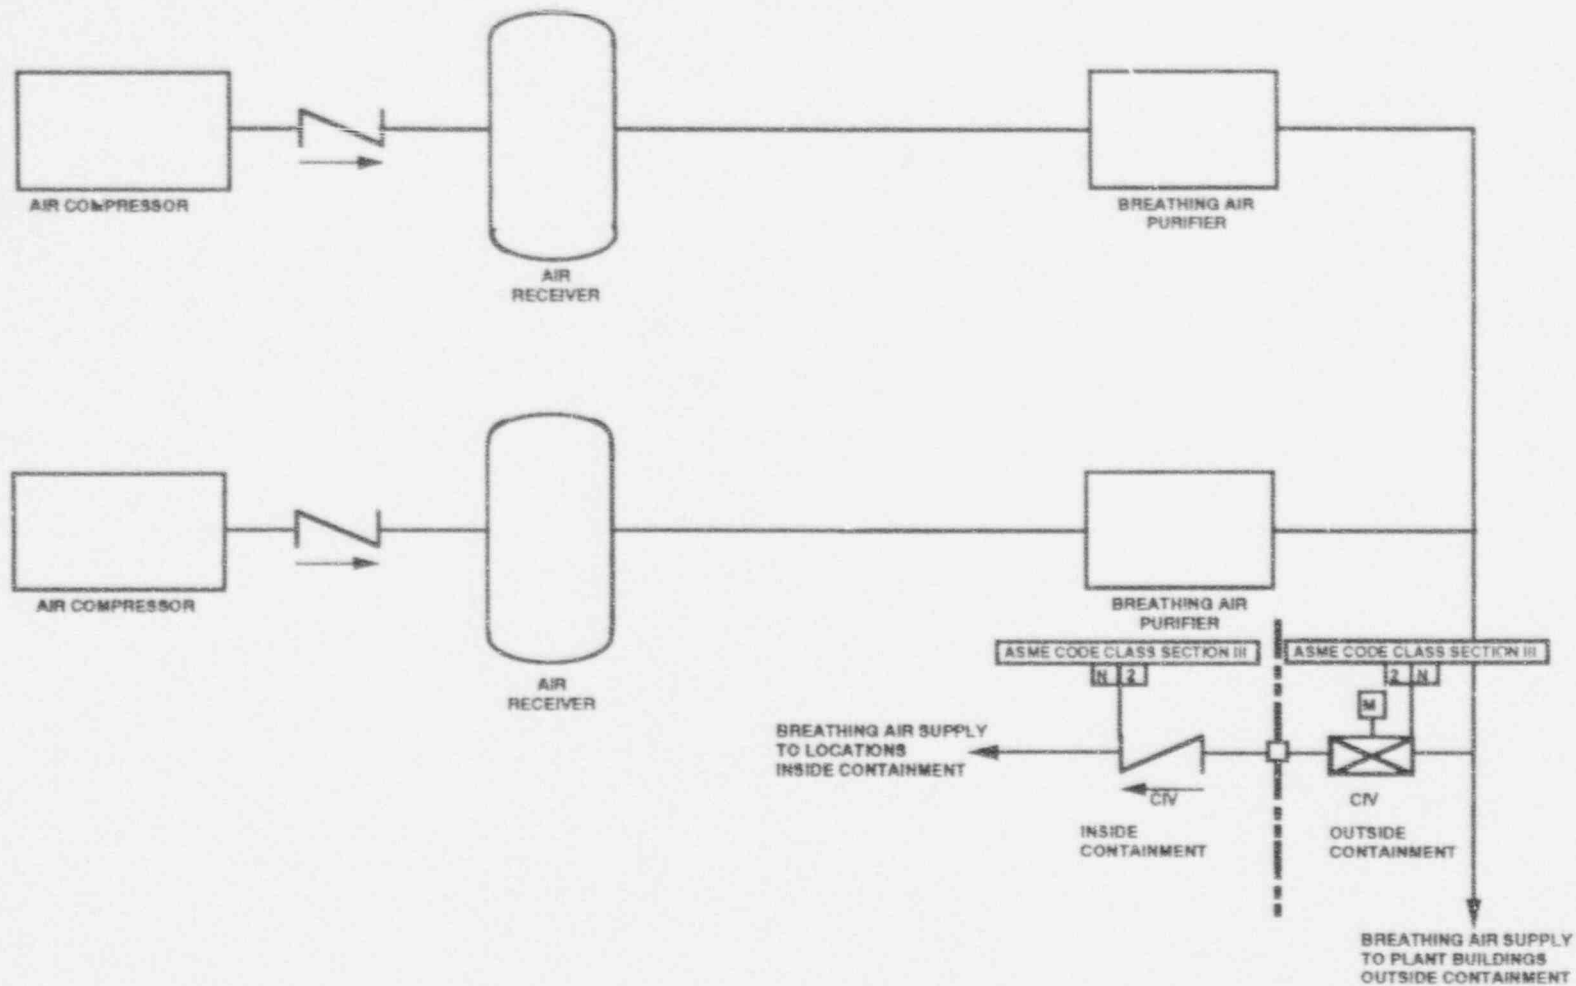 AIR COMPRESSOR
AIR
RECEIVER
BREATHING AIR
PURIFIER
AIR COMPRESSOR
AIR
RECEIVER
BREATHING AIR
PURIFIER
ASME CODE CLASS SECTION III
N 2
ASME CODE CLASS SECTION III
2 N
M
BREATHING AIR SUPPLY
TO LOCATIONS
INSIDE CONTAINMENT
CIV
CIV
INSIDE
CONTAINMENT
OUTSIDE
CONTAINMENT
BREATHING AIR SUPPLY
TO PLANT BUILDINGS
OUTSIDE CONTAINMENT